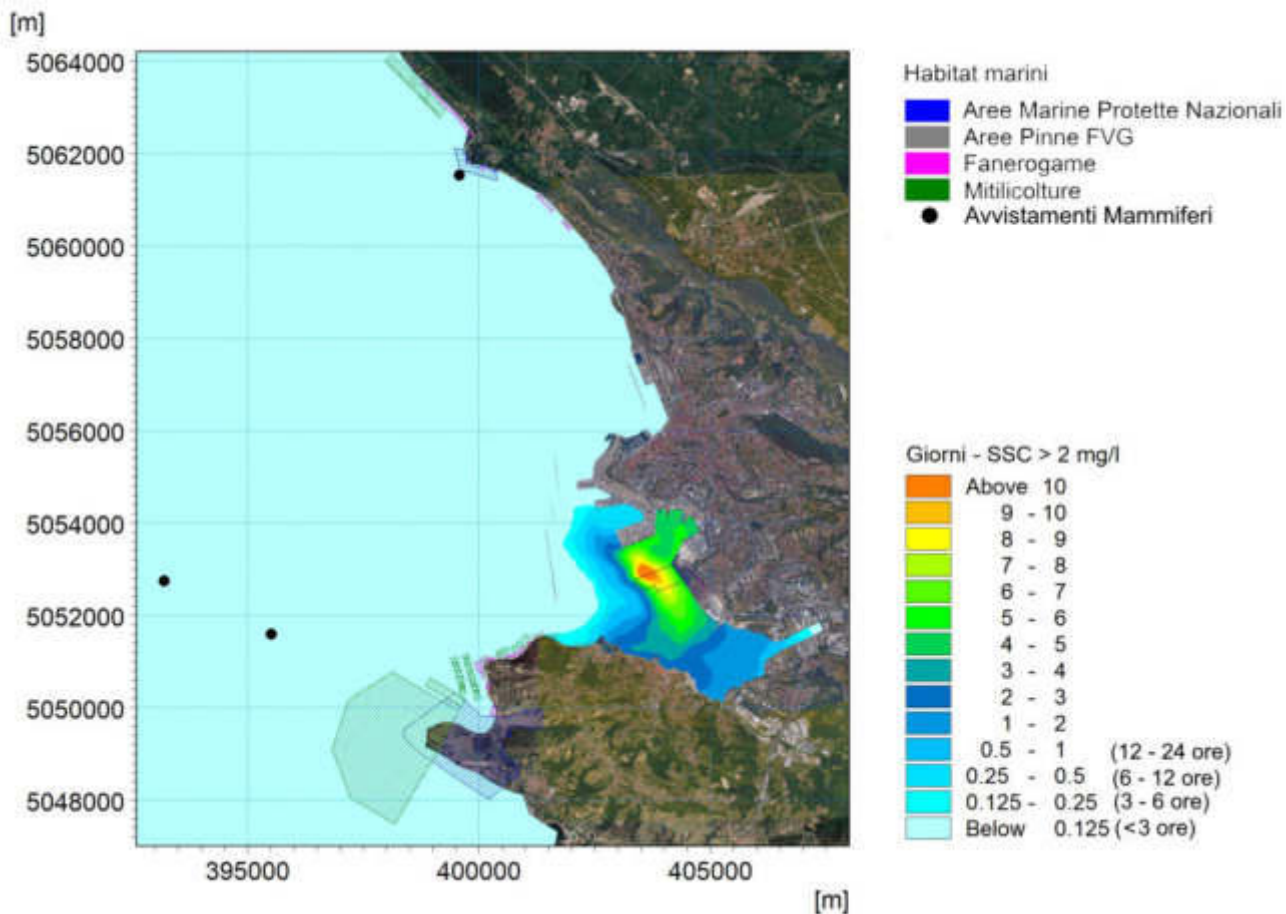 [m]
5064000
5062000
5060000
5058000
5056000
5054000
5052000
5050000
5048000
395000
400000
405000
[m]
Habitat marini
Aree Marine Protette Nazionali
Aree Pinne FVG
Fanerogame
Mitilicolture
Avvistamenti Mammiferi
Giorni - SSC > 2 mg/l
Above 10
9 - 10
8 - 9
7 - 8
6 - 7
5 - 6
4 - 5
3 - 4
2 - 3
1 - 2
0.5 - 1 (12 - 24 ore)
0.25 - 0.5 (6 - 12 ore)
0.125 - 0.25 (3 - 6 ore)
Below 0.125 (<3 ore)